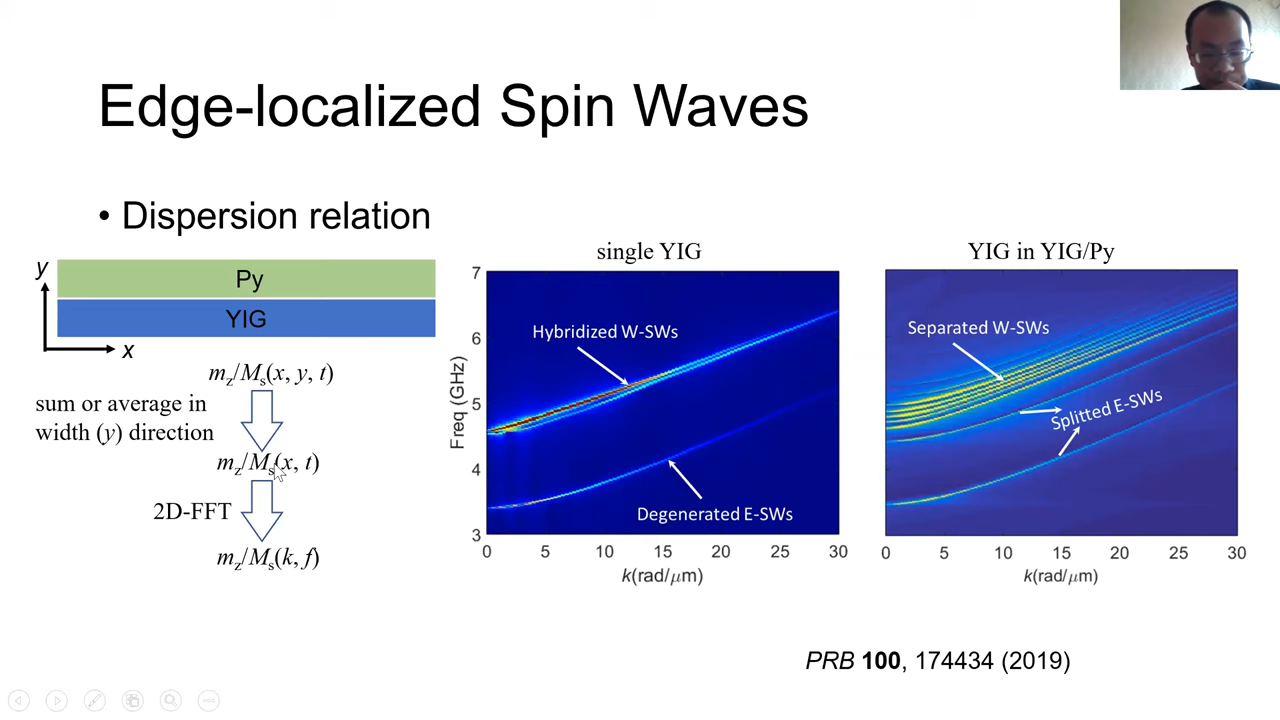 Edge-localized Spin Waves
• Dispersion relation
y
Py
YIG
x
m_z/M_s(x, y, t)
sum or average in
width (y) direction
m_z/M_s(x, t)
2D-FFT
m_z/M_s(k, f)
single YIG
7
6
5
4
3
Freq (GHz)
Hybridized W-SWs
Degenerated E-SWs
0 5 10 15 20 25 30
k(rad/μm)
YIG in YIG/Py
Separated W-SWs
Splitted E-SWs
0 5 10 15 20 25 30
k(rad/μm)
PRB 100, 174434 (2019)